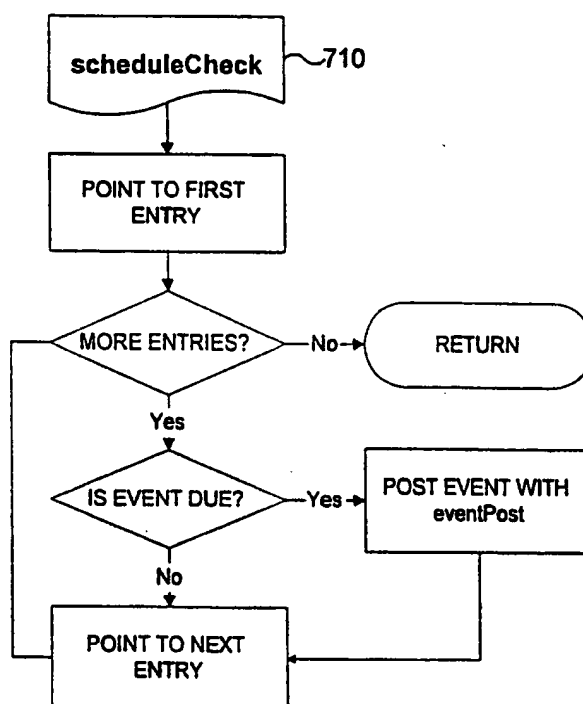 scheduleCheck
710
POINT TO FIRST
ENTRY
MORE ENTRIES?
No
RETURN
Yes
IS EVENT DUE?
Yes
POST EVENT WITH
eventPost
No
POINT TO NEXT
ENTRY